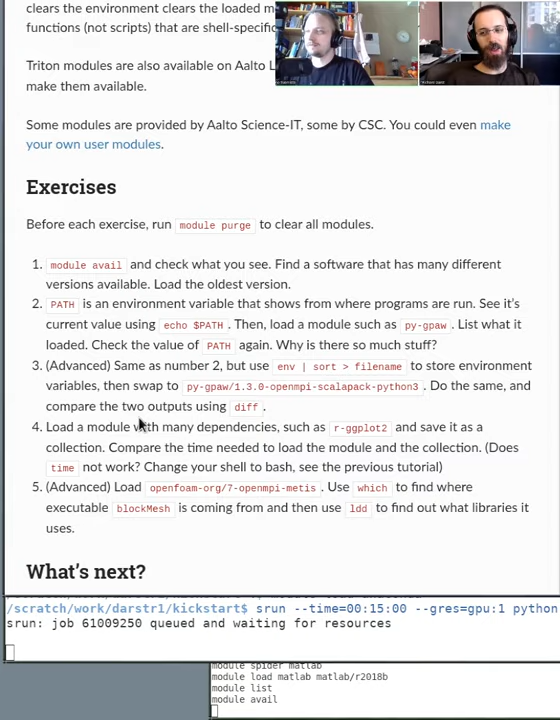 clears the environment clears the loaded m
functions (not scripts) that are shell-specific
Triton modules are also available on Aalto L
make them available.
Some modules are provided by Aalto Science-IT, some by CSC. You could even make
your own user modules.
Exercises
Before each exercise, run module purge to clear all modules.
1. module avail and check what you see. Find a software that has many different
versions available. Load the oldest version.
2. PATH is an environment variable that shows from where programs are run. See it's
current value using echo $PATH . Then, load a module such as py-gpaw . List what it
loaded. Check the value of PATH again. Why is there so much stuff?
3. (Advanced) Same as number 2, but use env | sort > filename to store environment
variables, then swap to py-gpaw/1.3.0-openmpi-scalapack-python3 . Do the same, and
compare the two outputs using diff .
4. Load a module with many dependencies, such as r-ggplot2 and save it as a
collection. Compare the time needed to load the module and the collection. (Does
time not work? Change your shell to bash, see the previous tutorial)
5. (Advanced) Load openfoam-org/7-openmpi-metis . Use which to find where
executable blockMesh is coming from and then use ldd to find out what libraries it
uses.
What's next?
/scratch/work/darstr1/kickstart$ srun --time=00:15:00 --gres=gpu:1 python
srun: job 61009250 queued and waiting for resources
module spider matlab
module load matlab matlab/r2018b
module list
module avail